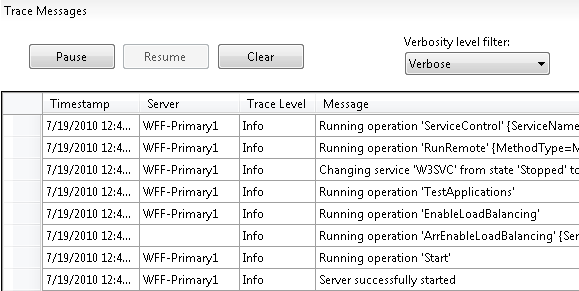 Trace Messages
Verbosity level filter:
Pause Resume Clear Verbose
Timestamp Server Trace Level Message
7/19/2010 12:4... WFF-Primary1 Info Running operation 'ServiceControl' {ServiceName
7/19/2010 12:4... WFF-Primary1 Info Running operation 'RunRemote' {MethodType=M
7/19/2010 12:4... WFF-Primary1 Info Changing service 'W3SVC' from state 'Stopped' to
7/19/2010 12:4... WFF-Primary1 Info Running operation 'TestApplications'
7/19/2010 12:4... WFF-Primary1 Info Running operation 'EnableLoadBalancing'
7/19/2010 12:4... Info Running operation 'ArrEnableLoadBalancing' {Ser
7/19/2010 12:4... WFF-Primary1 Info Running operation 'Start'
7/19/2010 12:4... WFF-Primary1 Info Server successfully started